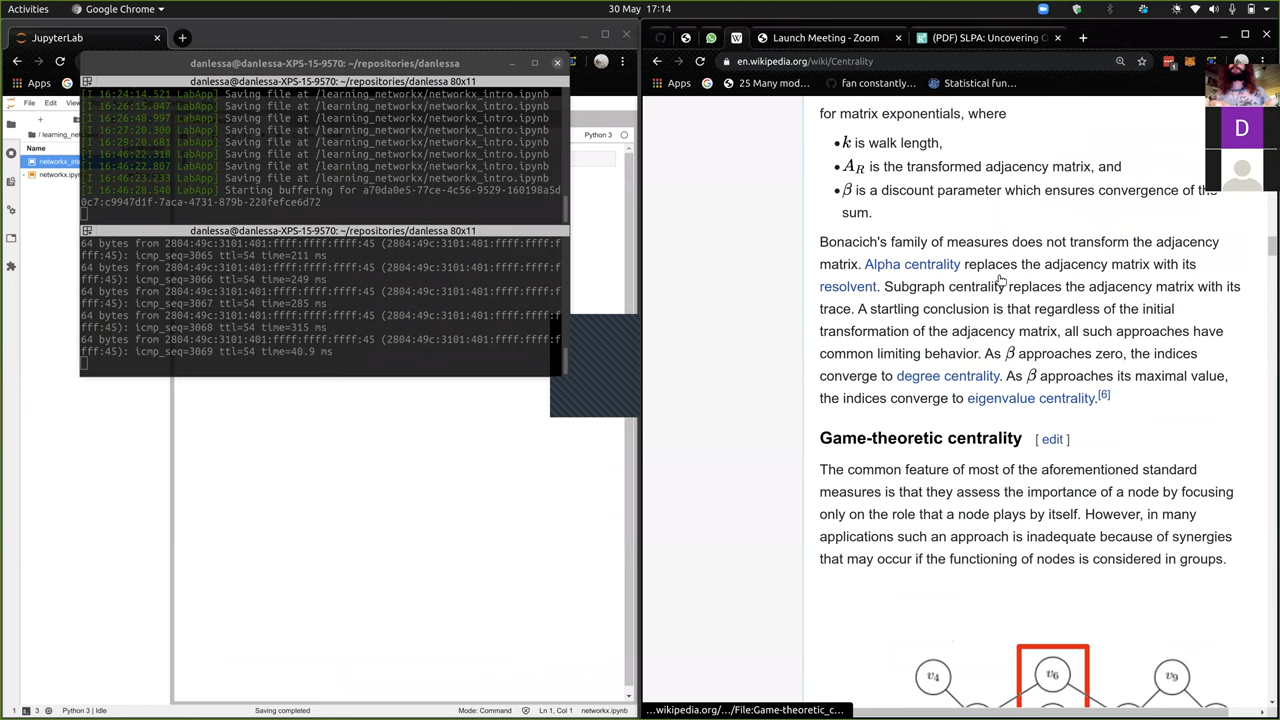 Activities
Google Chrome
30 May 17:14
JupyterLab
Apps
File Edit View
/ learning_netw
Name
networkx_intr
networkx.ipyn
Python 3
danlessa@danlessa-XPS-15-9570: ~/repositories/danlessa
danlessa@danlessa-XPS-15-9570: ~/repositories/danlessa 80x11
[I 16:24:14.521 LabApp] Saving file at /learning_networkx/networkx_intro.ipynb
[I 16:26:15.047 LabApp] Saving file at /learning_networkx/networkx_intro.ipynb
[I 16:26:48.997 LabApp] Saving file at /learning_networkx/networkx_intro.ipynb
[I 16:27:20.300 LabApp] Saving file at /learning_networkx/networkx_intro.ipynb
[I 16:29:20.681 LabApp] Saving file at /learning_networkx/networkx_intro.ipynb
[I 16:46:22.318 LabApp] Saving file at /learning_networkx/networkx_intro.ipynb
[I 16:46:22.807 LabApp] Saving file at /learning_networkx/networkx_intro.ipynb
[I 16:46:23.233 LabApp] Saving file at /learning_networkx/networkx_intro.ipynb
[I 16:46:28.540 LabApp] Starting buffering for a70da0e5-77ce-4c56-9529-160198a5d
0c7:c9947d1f-7aca-4731-879b-220fefce6d72
danlessa@danlessa-XPS-15-9570: ~/repositories/danlessa 80x11
64 bytes from 2804:49c:3101:401:ffff:ffff:ffff:45 (2804:49c:3101:401:ffff:ffff:f
fff:45): icmp_seq=3065 ttl=54 time=211 ms
64 bytes from 2804:49c:3101:401:ffff:ffff:ffff:45 (2804:49c:3101:401:ffff:ffff:f
fff:45): icmp_seq=3066 ttl=54 time=249 ms
64 bytes from 2804:49c:3101:401:ffff:ffff:ffff:45 (2804:49c:3101:401:ffff:ffff:f
fff:45): icmp_seq=3067 ttl=54 time=285 ms
64 bytes from 2804:49c:3101:401:ffff:ffff:ffff:45 (2804:49c:3101:401:ffff:ffff:f
fff:45): icmp_seq=3068 ttl=54 time=315 ms
64 bytes from 2804:49c:3101:401:ffff:ffff:ffff:45 (2804:49c:3101:401:ffff:ffff:f
fff:45): icmp_seq=3069 ttl=54 time=40.9 ms
1 3 Python 3 | Idle Saving completed Mode: Command Ln 1, Col 1 networkx.ipynb
Launch Meeting - Zoom
(PDF) SLPA: Uncovering O
en.wikipedia.org/wiki/Centrality
Apps 25 Many mod... fan constantly... Statistical fun...
D
for matrix exponentials, where
• k is walk length,
• A_R is the transformed adjacency matrix, and
• β is a discount parameter which ensures convergence of the
sum.
Bonacich's family of measures does not transform the adjacency
matrix. Alpha centrality replaces the adjacency matrix with its
resolvent. Subgraph centrality replaces the adjacency matrix with its
trace. A startling conclusion is that regardless of the initial
transformation of the adjacency matrix, all such approaches have
common limiting behavior. As β approaches zero, the indices
converge to degree centrality. As β approaches its maximal value,
the indices converge to eigenvalue centrality.[6]
Game-theoretic centrality [ edit ]
The common feature of most of the aforementioned standard
measures is that they assess the importance of a node by focusing
only on the role that a node plays by itself. However, in many
applications such an approach is inadequate because of synergies
that may occur if the functioning of nodes is considered in groups.
v4 v6 v9
...wikipedia.org/.../File:Game-theoretic_c...